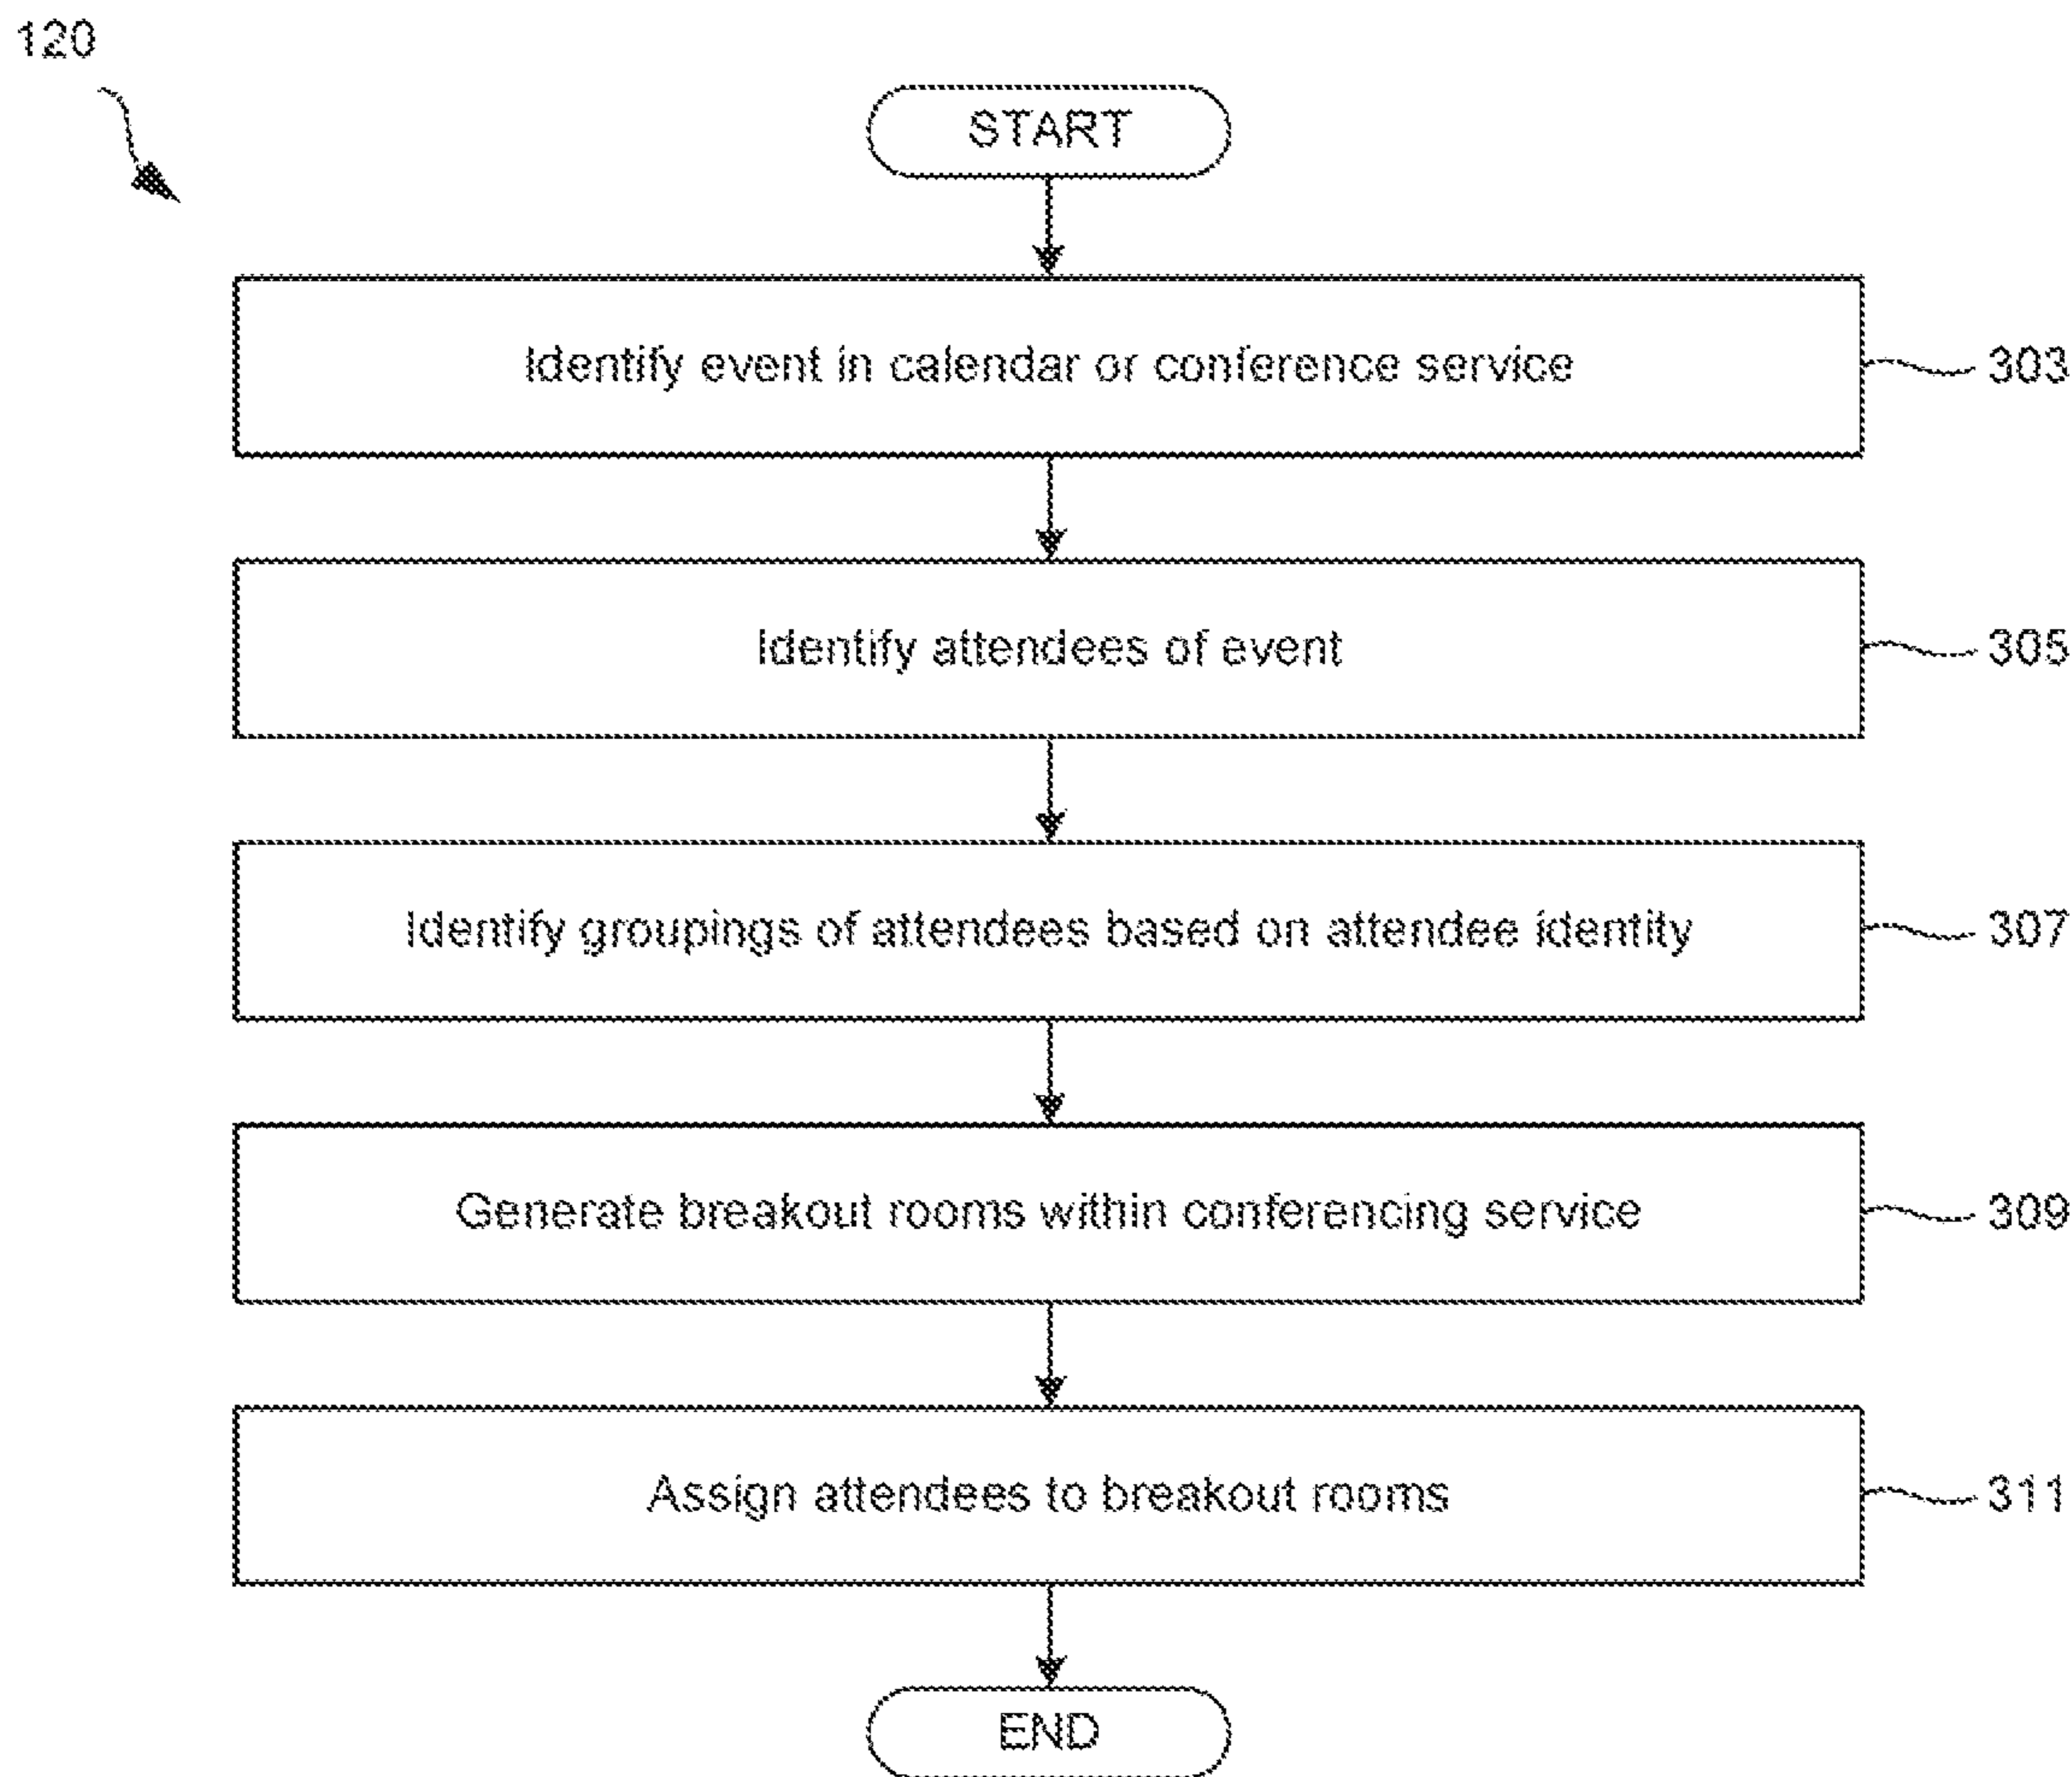 120
START
Identify event in calendar or conference service
303
Identify attendees of event
305
Identify groupings of attendees based on attendee identity
307
Generate breakout rooms within conferencing service
309
Assign attendees to breakout rooms
311
END